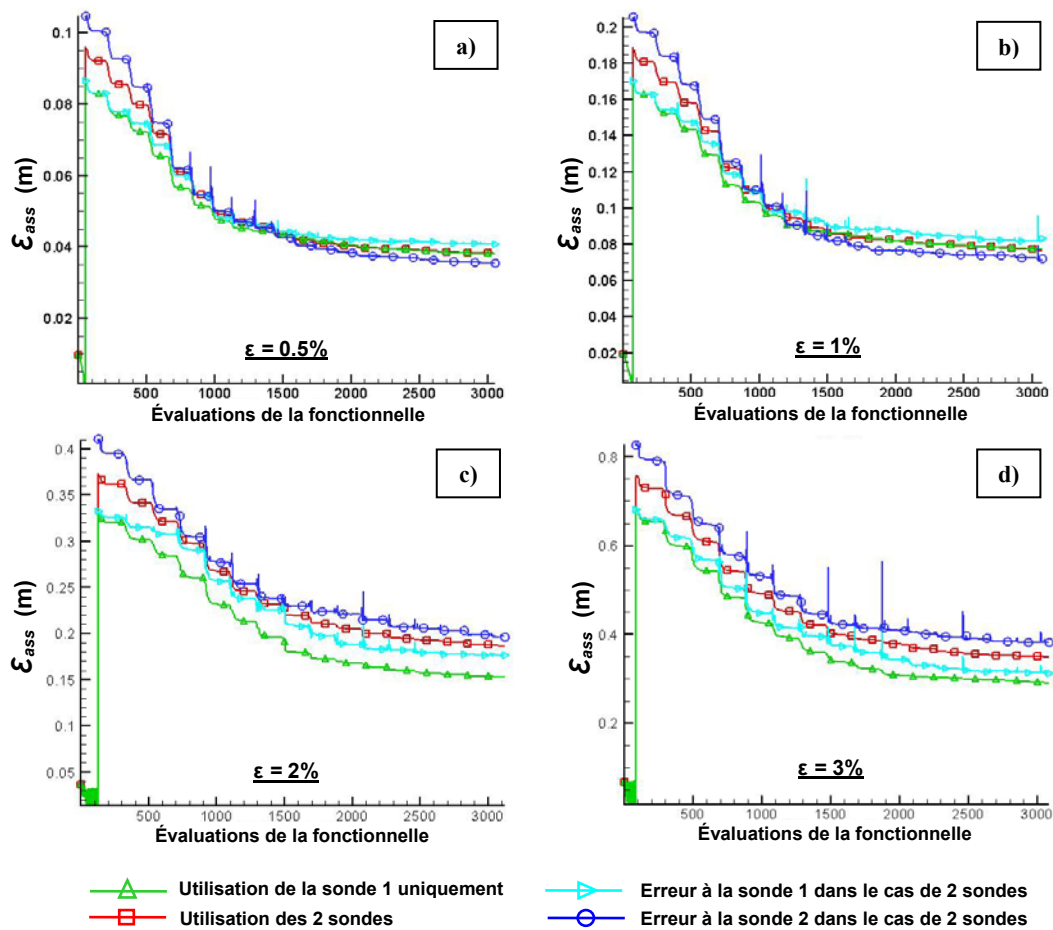 a)
0.1
0.08
0.06
0.04
0.02
ε_ass (m)
ε = 0.5%
500 1000 1500 2000 2500 3000
Évaluations de la fonctionnelle
b)
0.2
0.18
0.16
0.14
0.12
0.1
0.08
0.06
0.04
0.02
ε_ass (m)
ε = 1%
500 1000 1500 2000 2500 3000
Évaluations de la fonctionnelle
c)
0.4
0.35
0.3
0.25
0.2
0.15
0.1
0.05
ε_ass (m)
ε = 2%
500 1000 1500 2000 2500 3000
Évaluations de la fonctionnelle
d)
0.8
0.6
0.4
0.2
ε_ass (m)
ε = 3%
500 1000 1500 2000 2500 3000
Évaluations de la fonctionnelle
Utilisation de la sonde 1 uniquement
Utilisation des 2 sondes
Erreur à la sonde 1 dans le cas de 2 sondes
Erreur à la sonde 2 dans le cas de 2 sondes